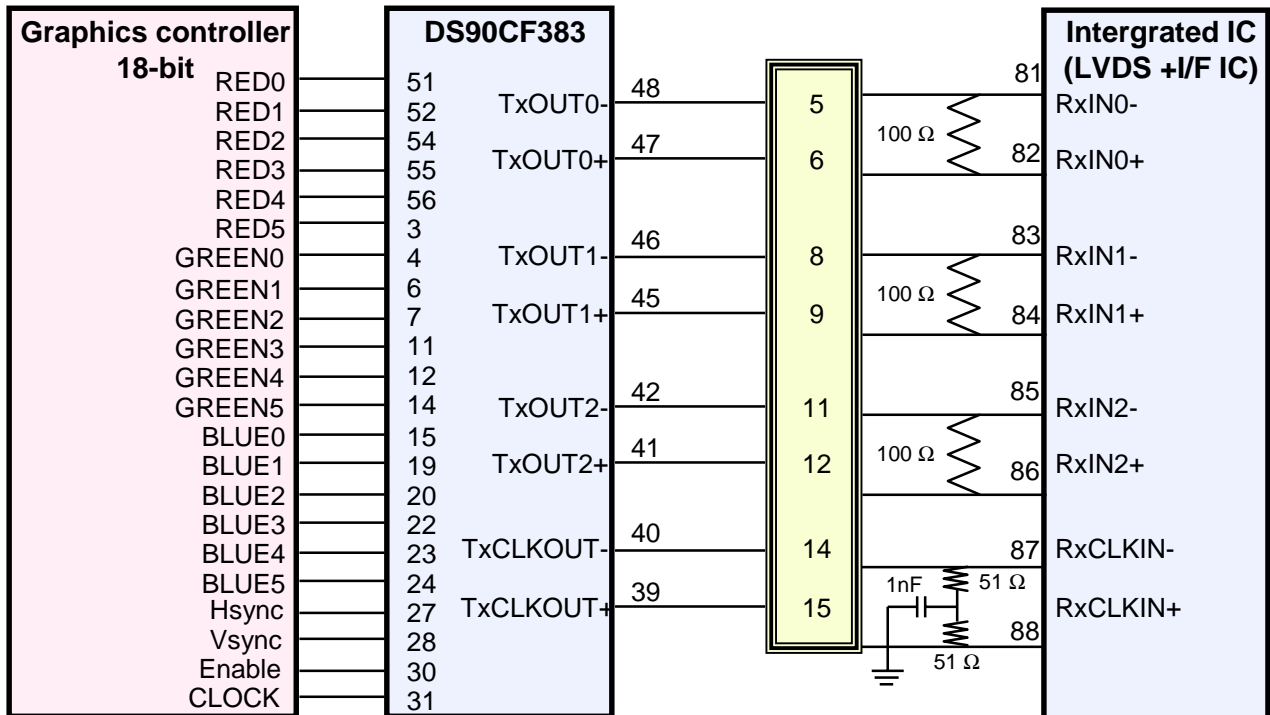 Graphics controller
18-bit
RED0
RED1
RED2
RED3
RED4
RED5
GREEN0
GREEN1
GREEN2
GREEN3
GREEN4
GREEN5
BLUE0
BLUE1
BLUE2
BLUE3
BLUE4
BLUE5
Hsync
Vsync
Enable
CLOCK
DS90CF383
51
52
54
55
56
3
4
6
7
11
12
14
15
19
20
22
23
24
27
28
30
31
TxOUT0-
TxOUT0+
TxOUT1-
TxOUT1+
TxOUT2-
TxOUT2+
TxCLKOUT-
TxCLKOUT+
48
47
46
45
42
41
40
39
5
6
8
9
11
12
14
15
100 Ω
100 Ω
100 Ω
1nF
51 Ω
51 Ω
81
82
83
84
85
86
87
88
Intergrated IC
(LVDS +I/F IC)
RxIN0-
RxIN0+
RxIN1-
RxIN1+
RxIN2-
RxIN2+
RxCLKIN-
RxCLKIN+